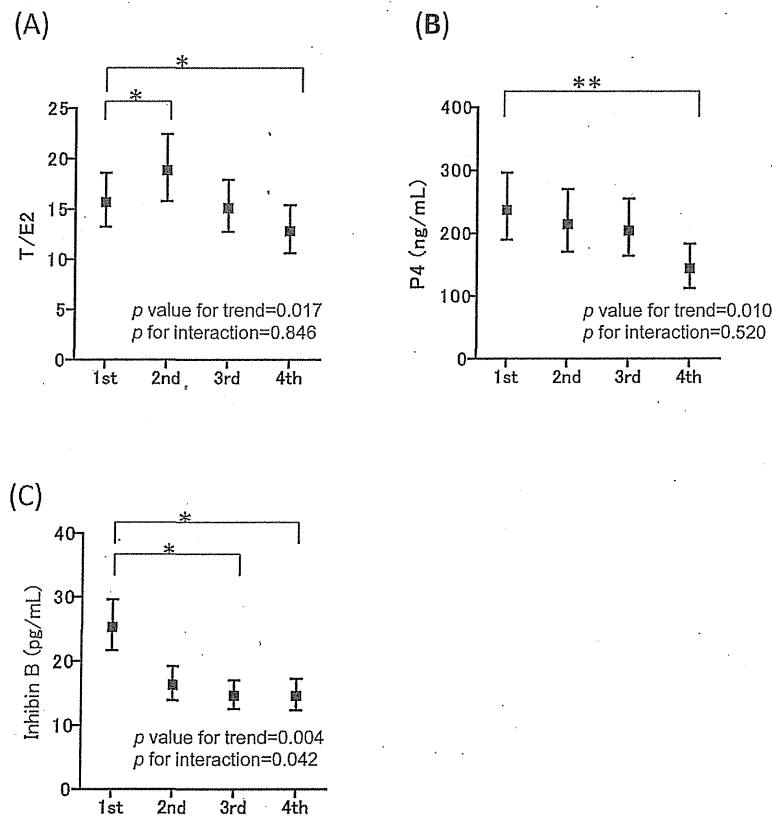 (A)
*
*
25
20
15
10
5
0
T/E2
p value for trend=0.017
p for interaction=0.846
1st 2nd 3rd 4th
(B)
**
400
300
200
100
0
P4 (ng/mL)
p value for trend=0.010
p for interaction=0.520
1st 2nd 3rd 4th
(C)
*
*
40
30
20
10
0
Inhibin B (pg/mL)
p value for trend=0.004
p for interaction=0.042
1st 2nd 3rd 4th